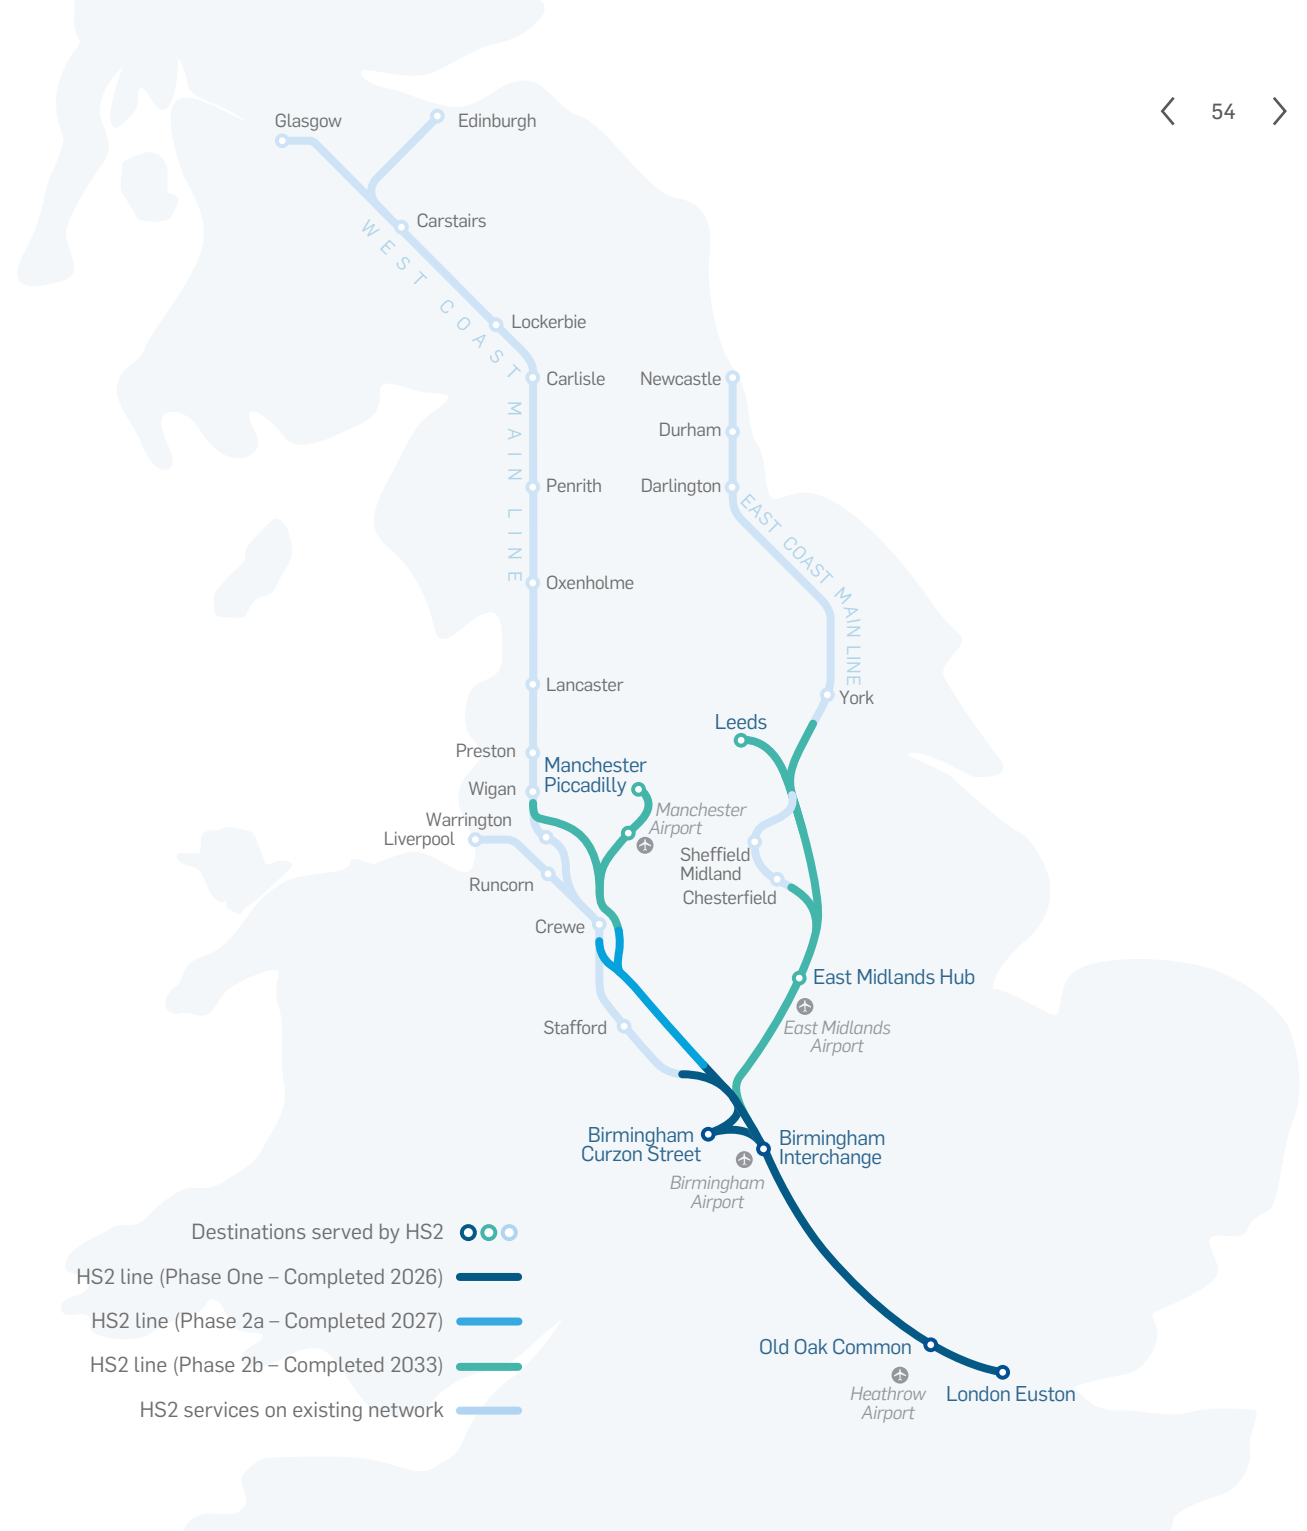 54
Glasgow
Edinburgh
Carstairs
WEST COAST MAIN LINE
Lockerbie
Carlisle
Newcastle
Durham
Penrith
Darlington
EAST COAST MAIN LINE
Oxenholme
Lancaster
York
Leeds
Preston
Manchester
Piccadilly
Wigan
Manchester
Airport
Warrington
Liverpool
Sheffield
Midland
Runcorn
Chesterfield
Crewe
East Midlands Hub
Stafford
East Midlands
Airport
Birmingham
Curzon Street
Birmingham
Interchange
Birmingham
Airport
Destinations served by HS2
HS2 line (Phase One – Completed 2026)
HS2 line (Phase 2a – Completed 2027)
HS2 line (Phase 2b – Completed 2033)
HS2 services on existing network
Old Oak Common
Heathrow
Airport
London Euston